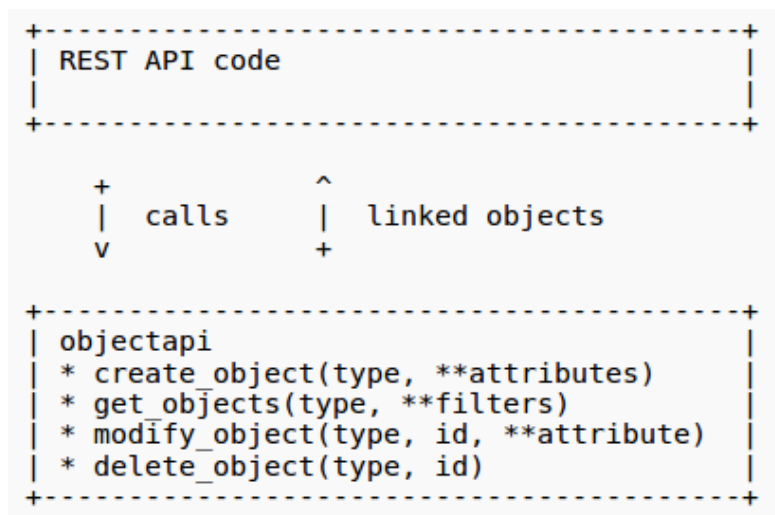 +-----------------------------------------+
| REST API code                           |
|                                         |
+-----------------------------------------+
    +            ^
    |  calls     |  linked objects
    v            +
+-----------------------------------------+
| objectapi                               |
| * create_object(type, **attributes)     |
| * get_objects(type, **filters)          |
| * modify_object(type, id, **attribute)  |
| * delete_object(type, id)               |
+-----------------------------------------+